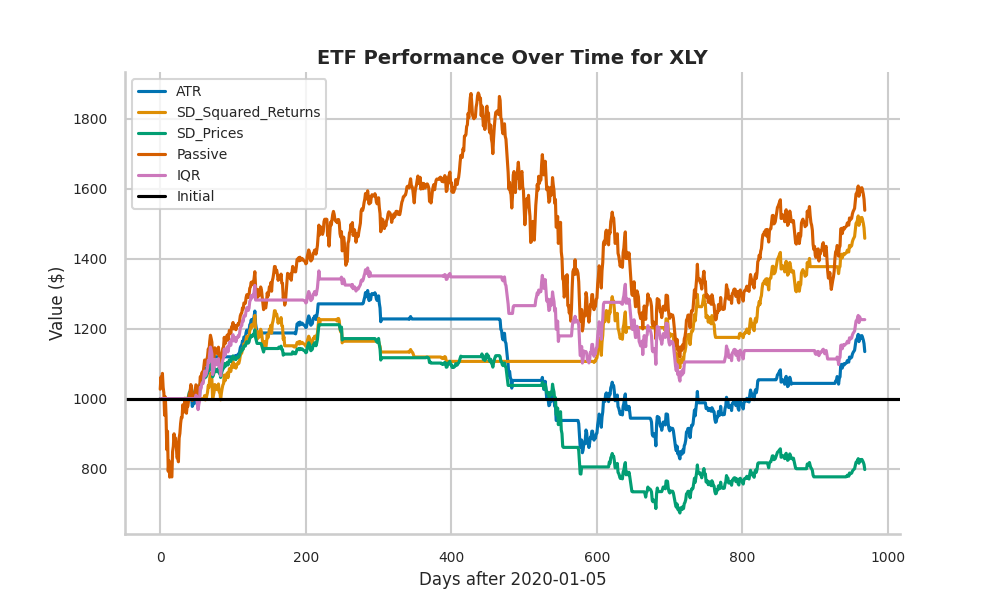 ETF Performance Over Time for XLY
ATR
SD_Squared_Returns
SD_Prices
Passive
IQR
Initial
1800
1600
1400
1200
1000
800
Value ($)
0 200 400 600 800 1000
Days after 2020-01-05